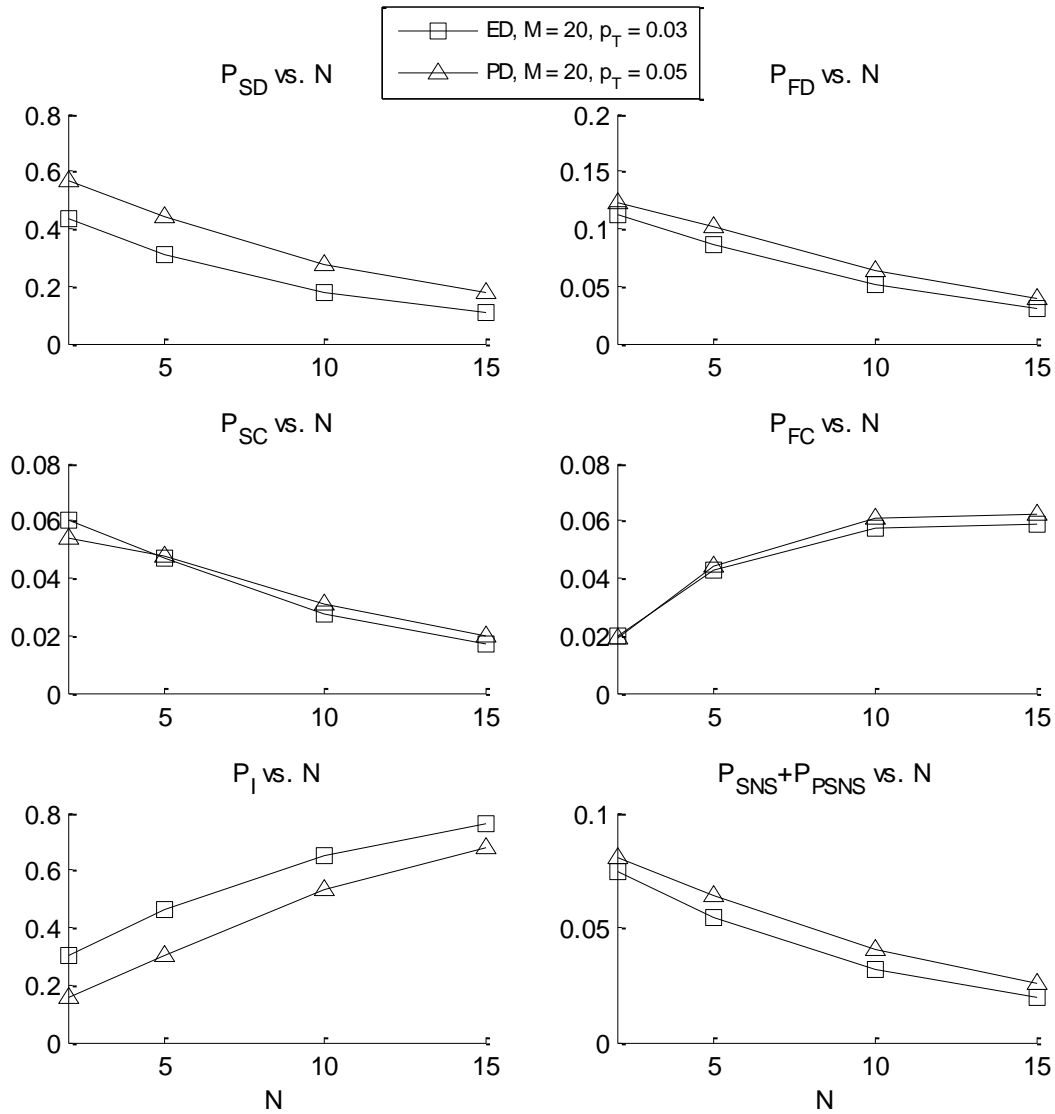 ED, M = 20, p_T = 0.03
PD, M = 20, p_T = 0.05
P_SD vs. N
0.8
0.6
0.4
0.2
0
5 10 15
P_FD vs. N
0.2
0.15
0.1
0.05
0
5 10 15
P_SC vs. N
0.08
0.06
0.04
0.02
0
5 10 15
P_FC vs. N
0.08
0.06
0.04
0.02
0
5 10 15
P_I vs. N
0.8
0.6
0.4
0.2
0
5 10 15
N
P_SNS+P_PSNS vs. N
0.1
0.05
0
5 10 15
N